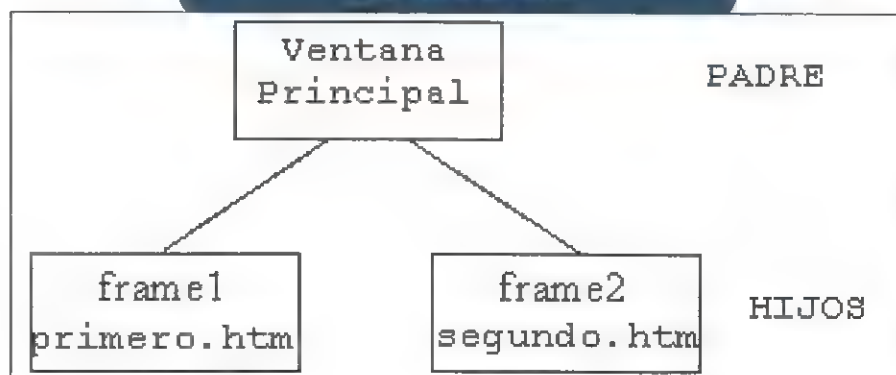 Ventana
Principal
PADRE
frame1
primero.htm
frame2
segundo.htm
HIJOS